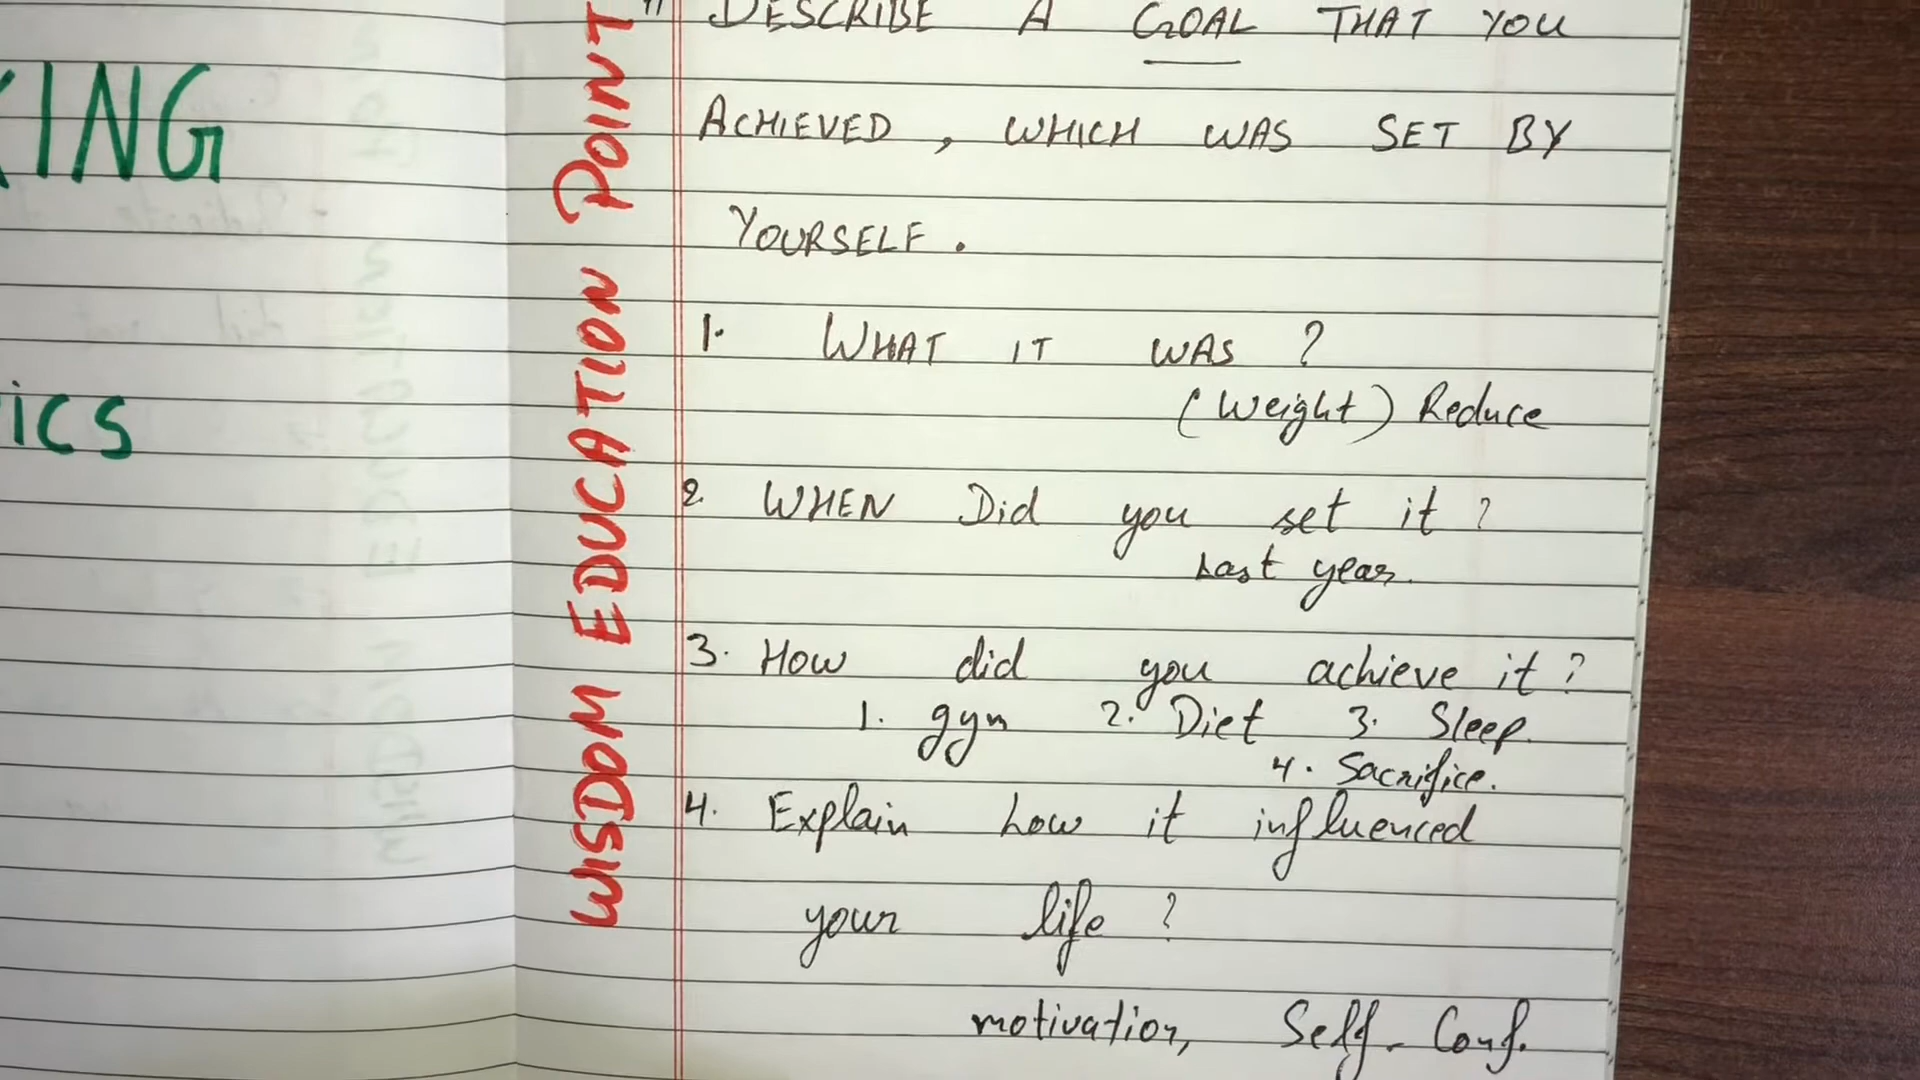 KING
ICS
WISDOM EDUCATION POINT
" DESCRIBE A GOAL THAT YOU
ACHIEVED, WHICH WAS SET BY
YOURSELF.
1. WHAT IT WAS ?
(Weight) Reduce
2. WHEN Did you set it ?
Last year.
3. How did you achieve it ?
1. gym 2. Diet 3. Sleep.
4. Sacrifice.
4. Explain how it influenced
your life ?
motivation, Self-Conf.